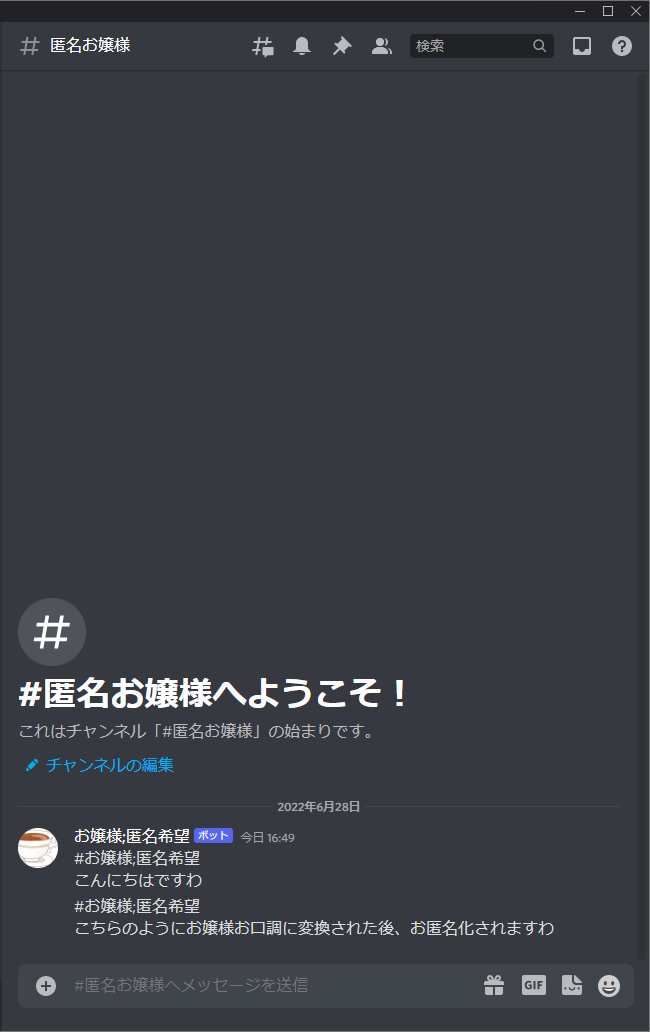 匿名お嬢様
検索
#匿名お嬢様へようこそ！
これはチャンネル「#匿名お嬢様」の始まりです。
チャンネルの編集
2022年6月28日
お嬢様;匿名希望 ボット 今日 16:49
#お嬢様;匿名希望
こんにちはですわ
#お嬢様;匿名希望
こちらのようにお嬢様お口調に変換された後、お匿名化されますわ
#匿名お嬢様へメッセージを送信
GIF